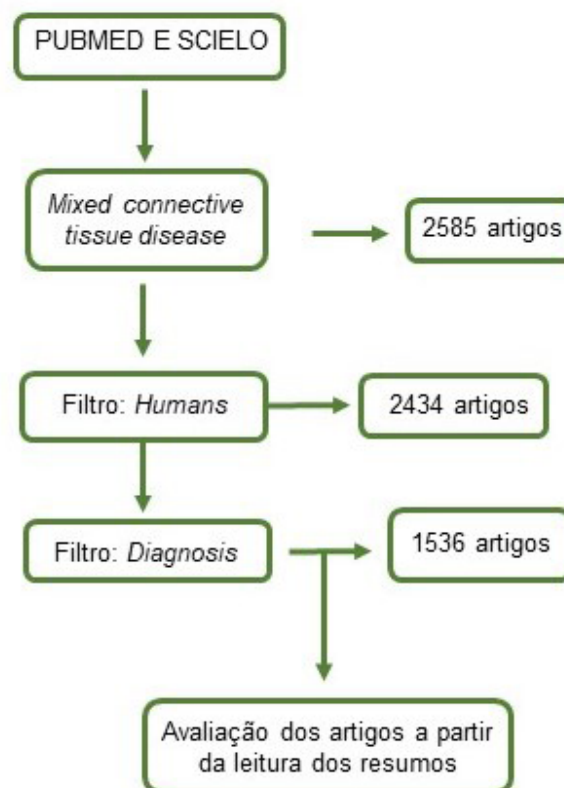 PUBMED E SCIELO
Mixed connective
tissue disease
2585 artigos
Filtro: Humans
2434 artigos
Filtro: Diagnosis
1536 artigos
Avaliação dos artigos a partir
da leitura dos resumos